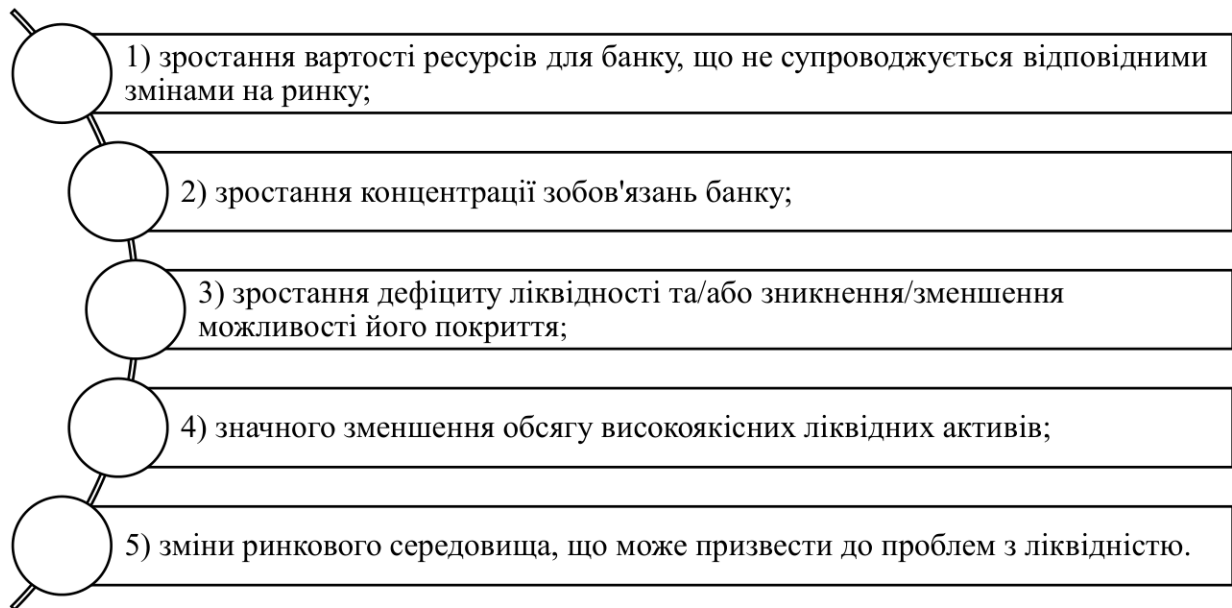 1) зростання вартості ресурсів для банку, що не супроводжується відповідними
змінами на ринку;
2) зростання концентрації зобов'язань банку;
3) зростання дефіциту ліквідності та/або зникнення/зменшення
можливості його покриття;
4) значного зменшення обсягу високоякісних ліквідних активів;
5) зміни ринкового середовища, що може призвести до проблем з ліквідністю.